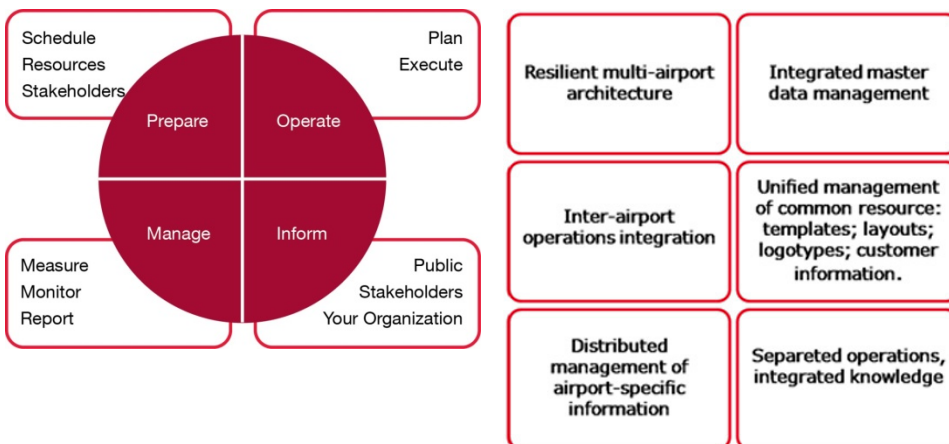 Schedule
Resources
Stakeholders
Plan
Execute
Prepare
Operate
Manage
Inform
Measure
Monitor
Report
Public
Stakeholders
Your Organization
Resilient multi-airport
architecture
Integrated master
data management
Inter-airport
operations integration
Unified management
of common resource:
templates; layouts;
logotypes; customer
information.
Distributed
management of
airport-specific
information
Separeted operations,
integrated knowledge